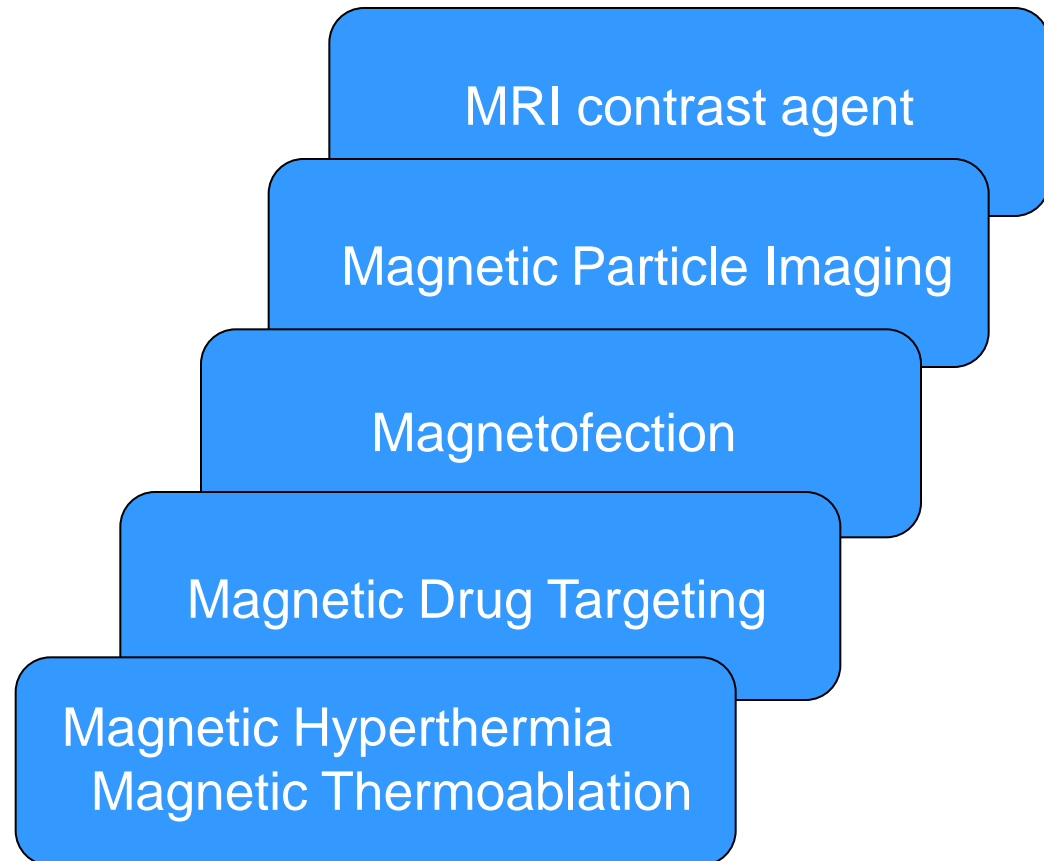 MRI contrast agent
Magnetic Particle Imaging
Magnetofection
Magnetic Drug Targeting
Magnetic Hyperthermia
Magnetic Thermoablation